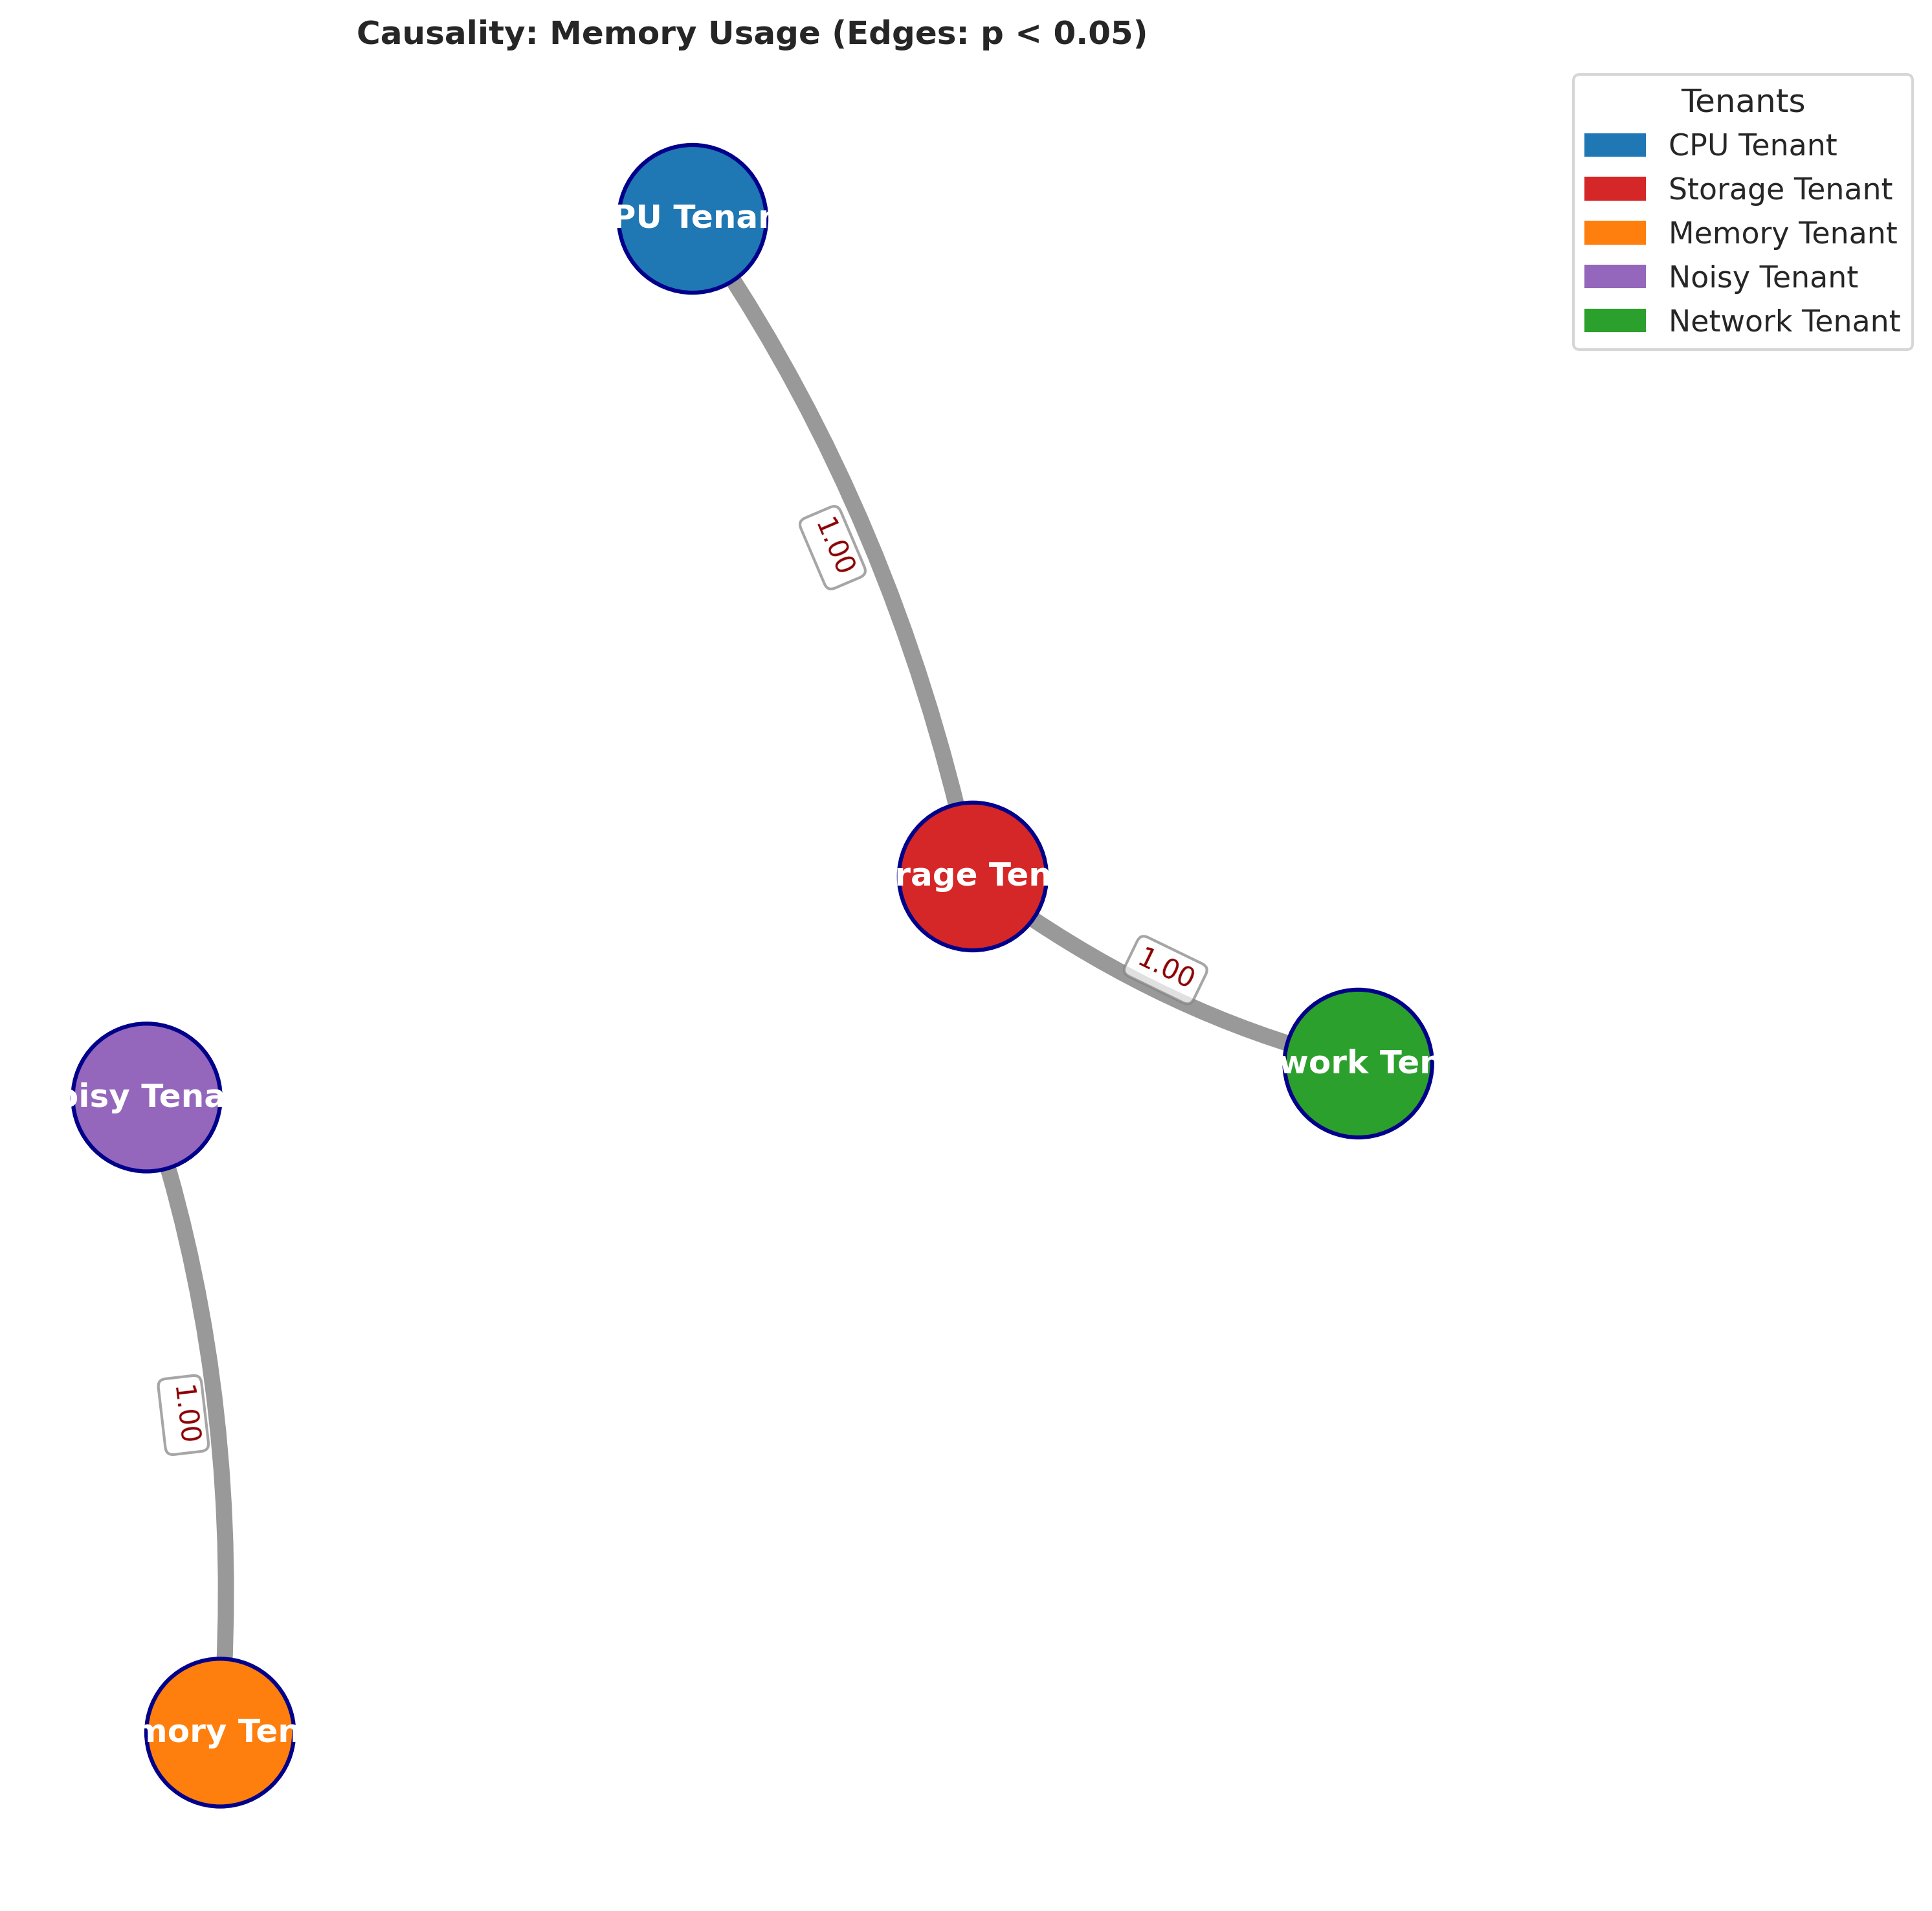 Causality: Memory Usage (Edges: p < 0.05)
Tenants
CPU Tenant
Storage Tenant
Memory Tenant
Noisy Tenant
Network Tenant
PU Tenan
1.00
rage Ten
1.00
work Ten
oisy Tena
1.00
mory Ten